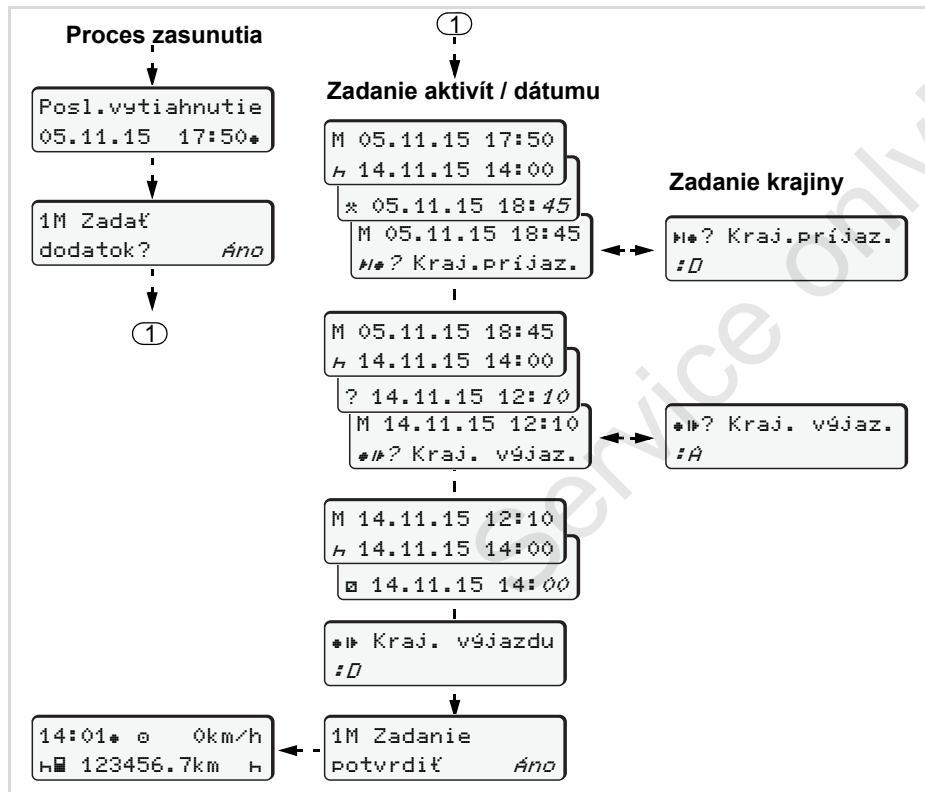 Proces zasunutia
Posl.vytiahnutie
05.11.15 17:50
1M Zadať
dodatok? Áno
1
1
Zadanie aktivít / dátumu
M 05.11.15 17:50
14.11.15 14:00
05.11.15 18:45
M 05.11.15 18:45
? Kraj.príjaz.
Zadanie krajiny
? Kraj.príjaz.
:D
M 05.11.15 18:45
14.11.15 14:00
? 14.11.15 12:10
M 14.11.15 12:10
? Kraj. výjaz.
? Kraj. výjaz.
:A
M 14.11.15 12:10
14.11.15 14:00
14.11.15 14:00
Kraj. výjazdu
:D
1M Zadanie
potvrdiť Áno
14:01 0km/h
123456.7km
Service only